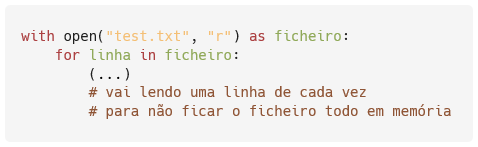 with open("test.txt", "r") as ficheiro:
    for linha in ficheiro:
        (...)
        # vai lendo uma linha de cada vez
        # para não ficar o ficheiro todo em memória